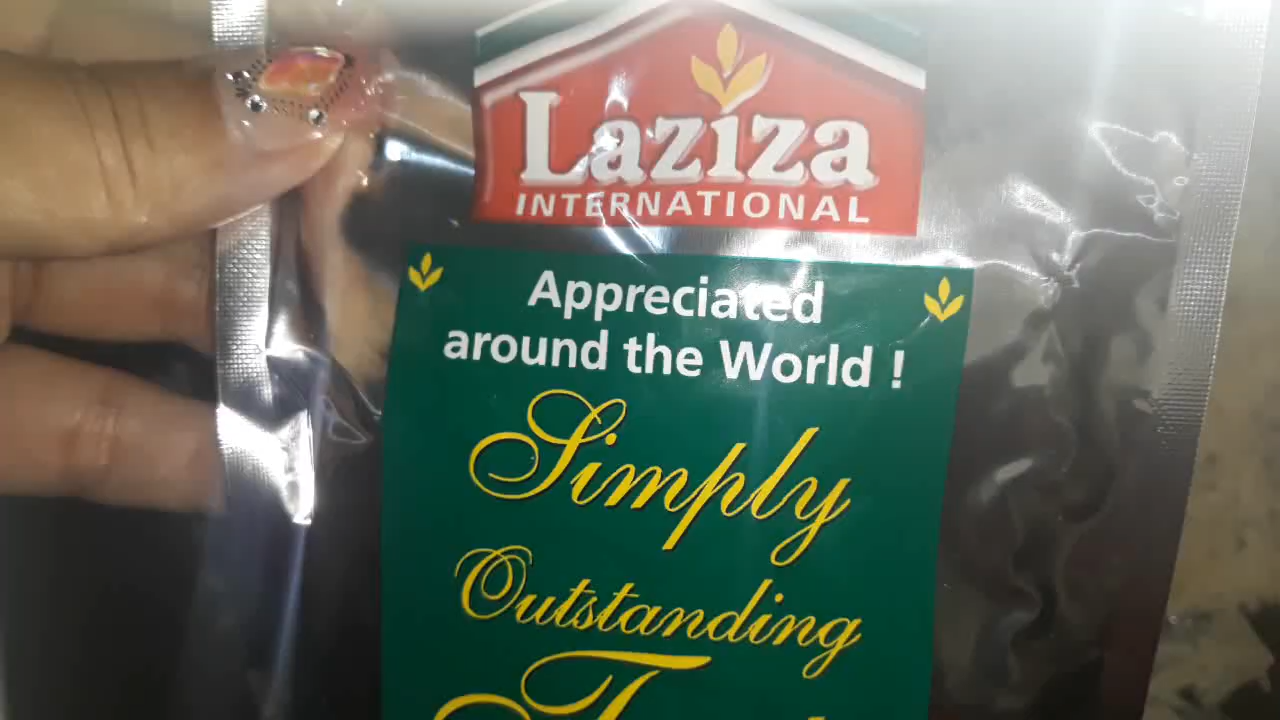 Laziza
INTERNATIONAL
Appreciated
around the World !
Simply
Outstanding